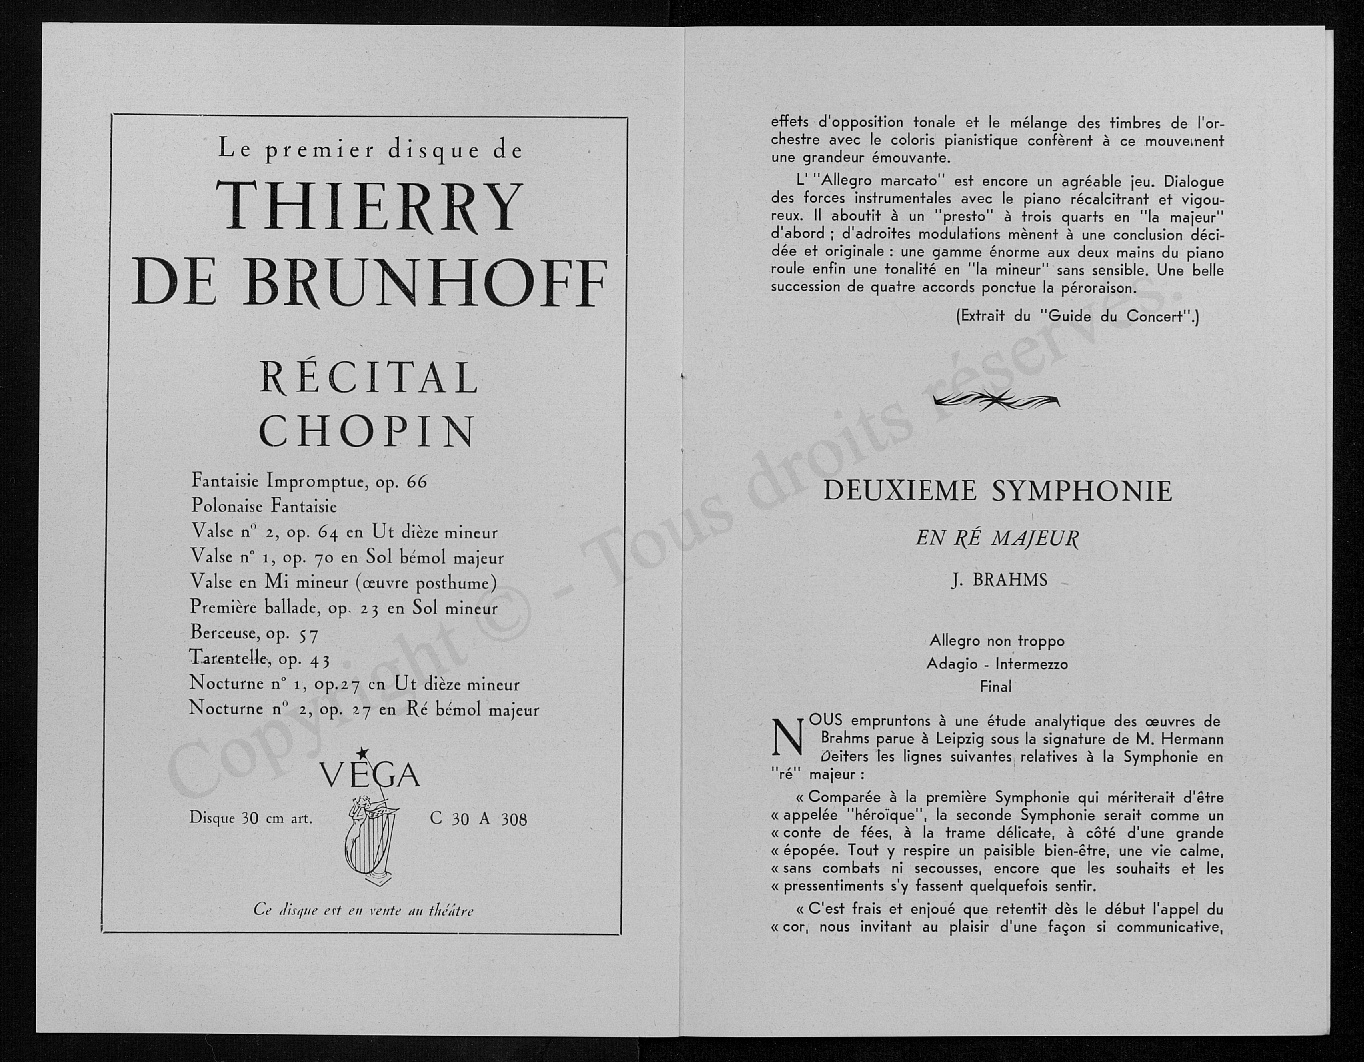 Le premier disque de
THIERRY
DE BRUNHOFF
RÉCITAL
CHOPIN
Fantaisie Impromptue, op. 66
Polonaise Fantaisie
Valse n° 2, op. 64 en Ut dièze mineur
Valse n° 1, op. 70 en Sol bémol majeur
Valse en Mi mineur (œuvre posthume)
Première ballade, op. 23 en Sol mineur
Berceuse, op. 57
Tarentelle, op. 43
Nocturne n° 1, op.27 en Ut dièze mineur
Nocturne n° 2, op. 27 en Ré bémol majeur
VÉGA
Disque 30 cm art. C 30 A 308
Ce disque est en vente au théâtre
effets d'opposition tonale et le mélange des timbres de l'or-
chestre avec le coloris pianistique confèrent à ce mouvement
une grandeur émouvante.
L' "Allegro marcato" est encore un agréable jeu. Dialogue
des forces instrumentales avec le piano récalcitrant et vigou-
reux. Il aboutit à un "presto" à trois quarts en "la majeur"
d'abord ; d'adroites modulations mènent à une conclusion déci-
dée et originale : une gamme énorme aux deux mains du piano
roule enfin une tonalité en "la mineur" sans sensible. Une belle
succession de quatre accords ponctue la péroraison.
(Extrait du "Guide du Concert".)
DEUXIEME SYMPHONIE
EN RÉ MAJEUR
J. BRAHMS
Allegro non troppo
Adagio - Intermezzo
Final
NOUS empruntons à une étude analytique des œuvres de
Brahms parue à Leipzig sous la signature de M. Hermann
Deiters les lignes suivantes relatives à la Symphonie en
"ré" majeur :
« Comparée à la première Symphonie qui mériterait d'être
« appelée "héroïque", la seconde Symphonie serait comme un
« conte de fées, à la trame délicate, à côté d'une grande
« épopée. Tout y respire un paisible bien-être, une vie calme,
« sans combats ni secousses, encore que les souhaits et les
« pressentiments s'y fassent quelquefois sentir.
« C'est frais et enjoué que retentit dès le début l'appel du
« cor, nous invitant au plaisir d'une façon si communicative,
Copyright © - Tous droits réservés.